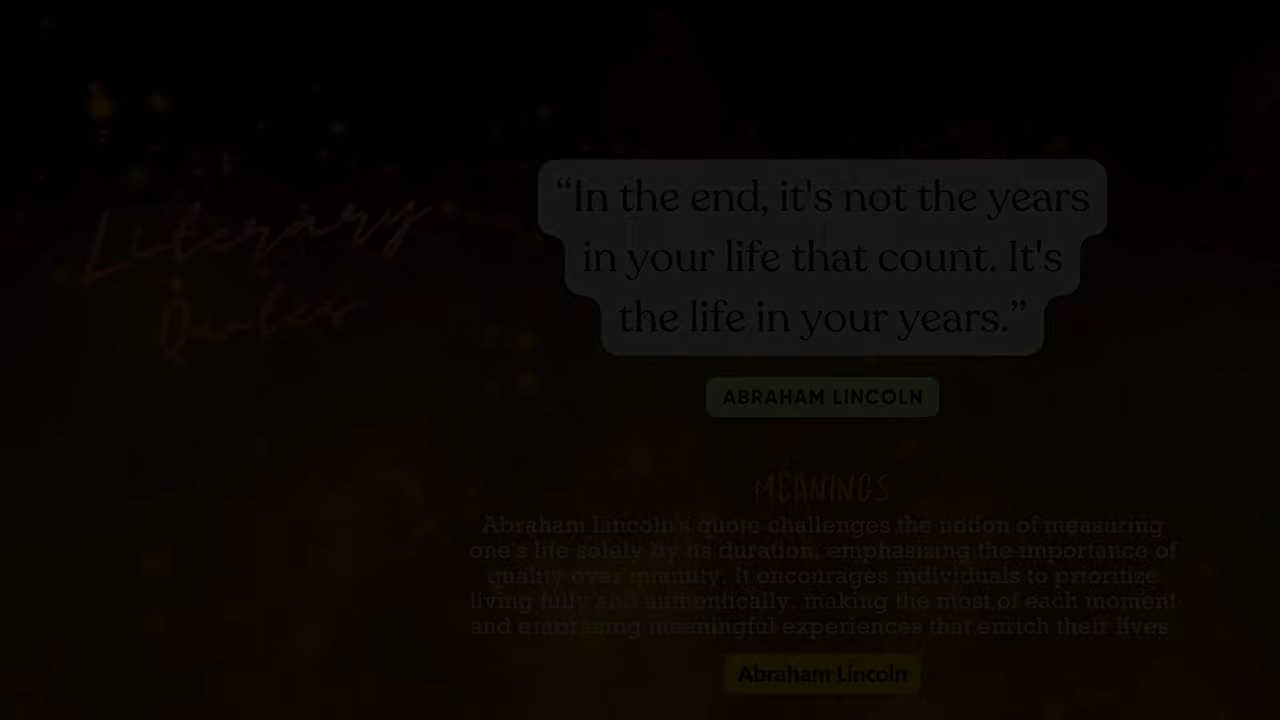 Literary
Quotes
“In the end, it's not the years
in your life that count. It's
the life in your years.”
ABRAHAM LINCOLN
MEANINGS
Abraham Lincoln's quote challenges the notion of measuring
one's life solely by its duration, emphasizing the importance of
quality over quantity. It encourages individuals to prioritize
living fully and authentically, making the most of each moment
and embracing meaningful experiences that enrich their lives
Abraham Lincoln